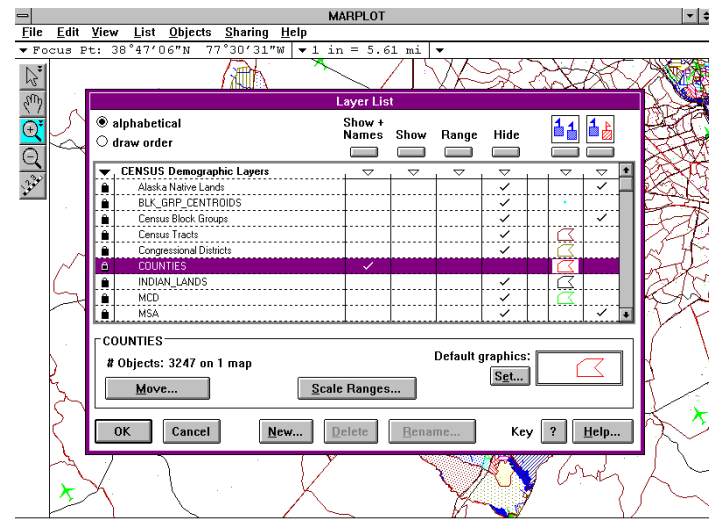 MARPLOT
File Edit View List Objects Sharing Help
Focus Pt: 38°47'06"N 77°30'31"W 1 in = 5.61 mi
Layer List
alphabetical
draw order
Show + Names Show Range Hide
CENSUS Demographic Layers
Alaska Native Lands
BLK_GRP_CENTROIDS
Census Block Groups
Census Tracts
Congressional Districts
COUNTIES
INDIAN_LANDS
MCD
MSA
COUNTIES
# Objects: 3247 on 1 map
Default graphics:
Set...
Move... Scale Ranges...
OK Cancel New... Delete Rename... Key ? Help...